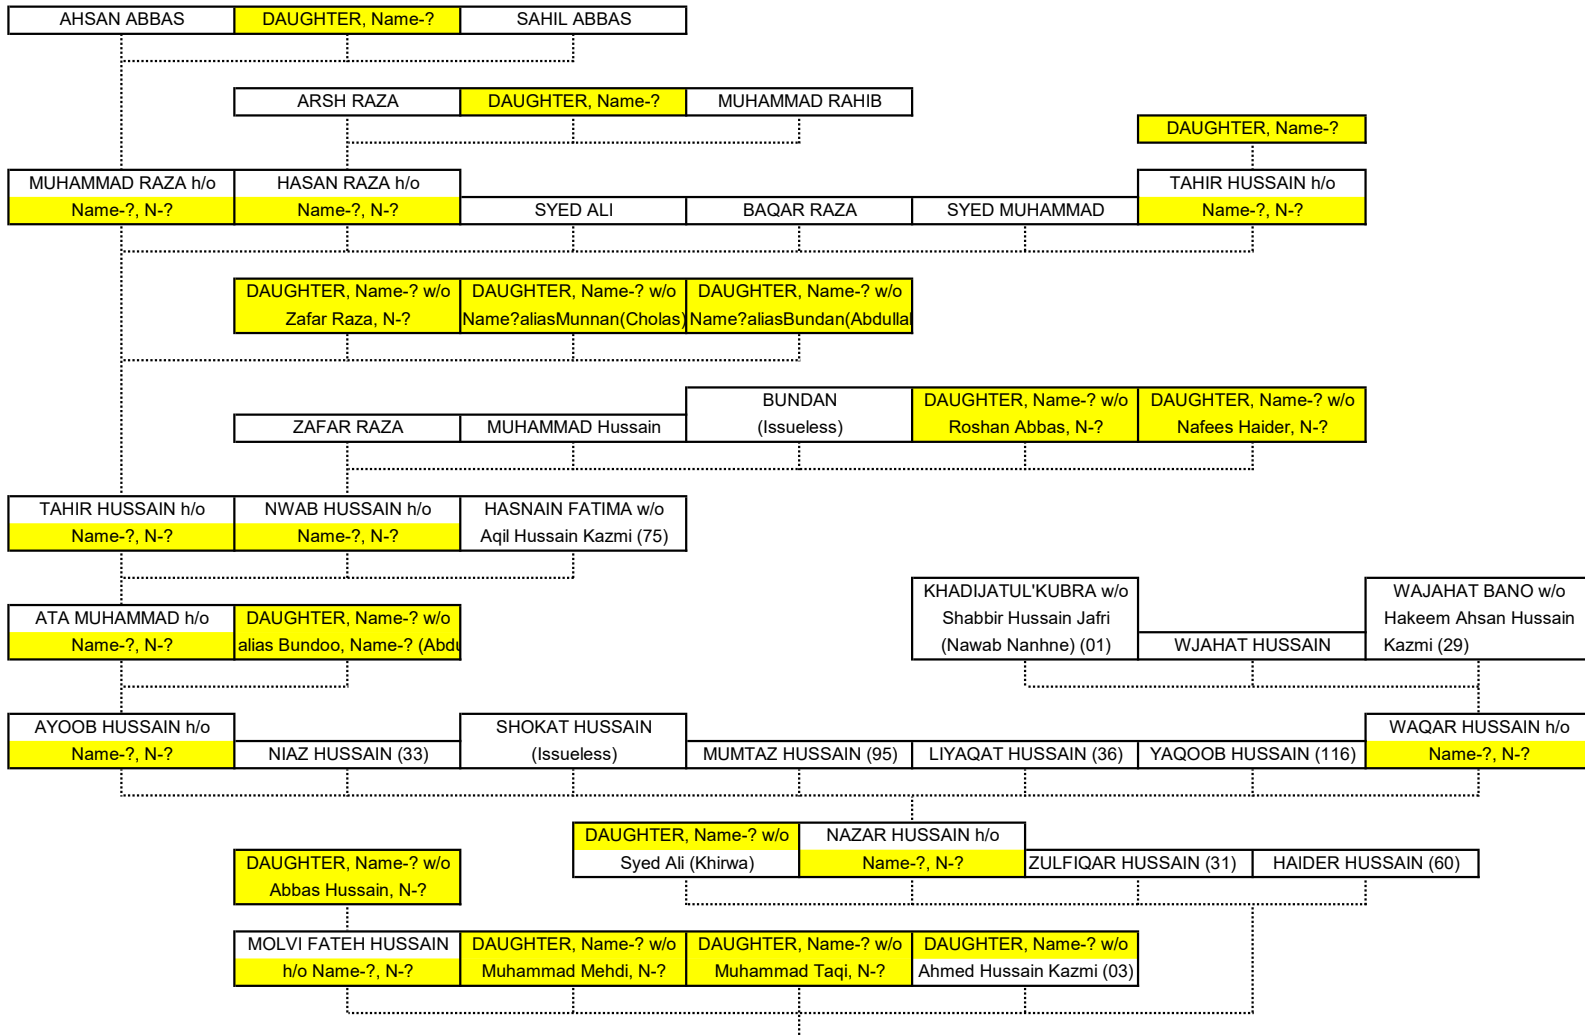 AHSAN ABBAS
DAUGHTER, Name-?
SAHIL ABBAS
ARSH RAZA
DAUGHTER, Name-?
MUHAMMAD RAHIB
DAUGHTER, Name-?
MUHAMMAD RAZA h/o
Name-?, N-?
HASAN RAZA h/o
Name-?, N-?
SYED ALI
BAQAR RAZA
SYED MUHAMMAD
TAHIR HUSSAIN h/o
Name-?, N-?
DAUGHTER, Name-? w/o
Zafar Raza, N-?
DAUGHTER, Name-? w/o
Name?aliasMunnan(Cholas)
DAUGHTER, Name-? w/o
Name?aliasBundan(Abdullal
ZAFAR RAZA
MUHAMMAD Hussain
BUNDAN
(Issueless)
DAUGHTER, Name-? w/o
Roshan Abbas, N-?
DAUGHTER, Name-? w/o
Nafees Haider, N-?
TAHIR HUSSAIN h/o
Name-?, N-?
NWAB HUSSAIN h/o
Name-?, N-?
HASNAIN FATIMA w/o
Aqil Hussain Kazmi (75)
KHADIJATUL'KUBRA w/o
Shabbir Hussain Jafri
(Nawab Nanhne) (01)
WJAHAT HUSSAIN
WAJAHAT BANO w/o
Hakeem Ahsan Hussain
Kazmi (29)
ATA MUHAMMAD h/o
Name-?, N-?
DAUGHTER, Name-? w/o
alias Bundoo, Name-? (Abdu
AYOOB HUSSAIN h/o
Name-?, N-?
NIAZ HUSSAIN (33)
SHOKAT HUSSAIN
(Issueless)
MUMTAZ HUSSAIN (95)
LIYAQAT HUSSAIN (36)
YAQOOB HUSSAIN (116)
WAQAR HUSSAIN h/o
Name-?, N-?
DAUGHTER, Name-? w/o
Syed Ali (Khirwa)
NAZAR HUSSAIN h/o
Name-?, N-?
ZULFIQAR HUSSAIN (31)
HAIDER HUSSAIN (60)
DAUGHTER, Name-? w/o
Abbas Hussain, N-?
MOLVI FATEH HUSSAIN
h/o Name-?, N-?
DAUGHTER, Name-? w/o
Muhammad Mehdi, N-?
DAUGHTER, Name-? w/o
Muhammad Taqi, N-?
DAUGHTER, Name-? w/o
Ahmed Hussain Kazmi (03)